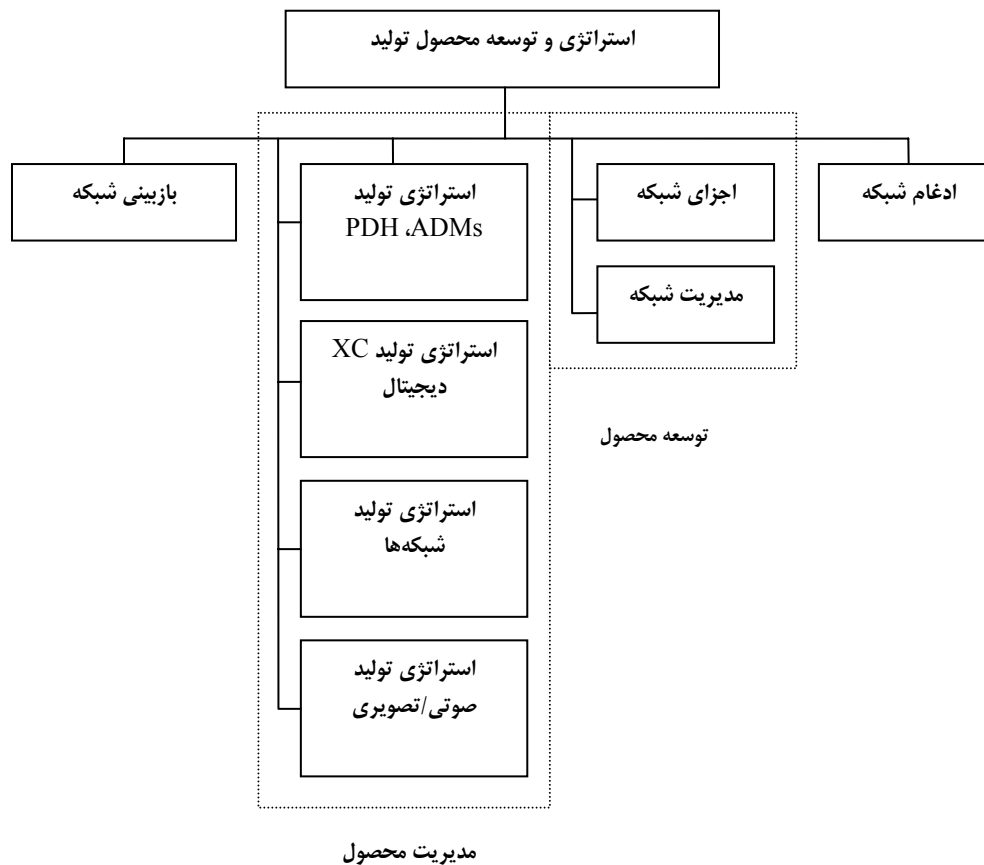 استراتژی و توسعه محصول تولید
ادغام شبکه
اجزای شبکه
مدیریت شبکه
توسعه محصول
استراتژی تولید
PDH ،ADMs
استراتژی تولید XC
دیجیتال
استراتژی تولید
شبکه‌ها
استراتژی تولید
صوتی/تصویری
مدیریت محصول
بازبینی شبکه